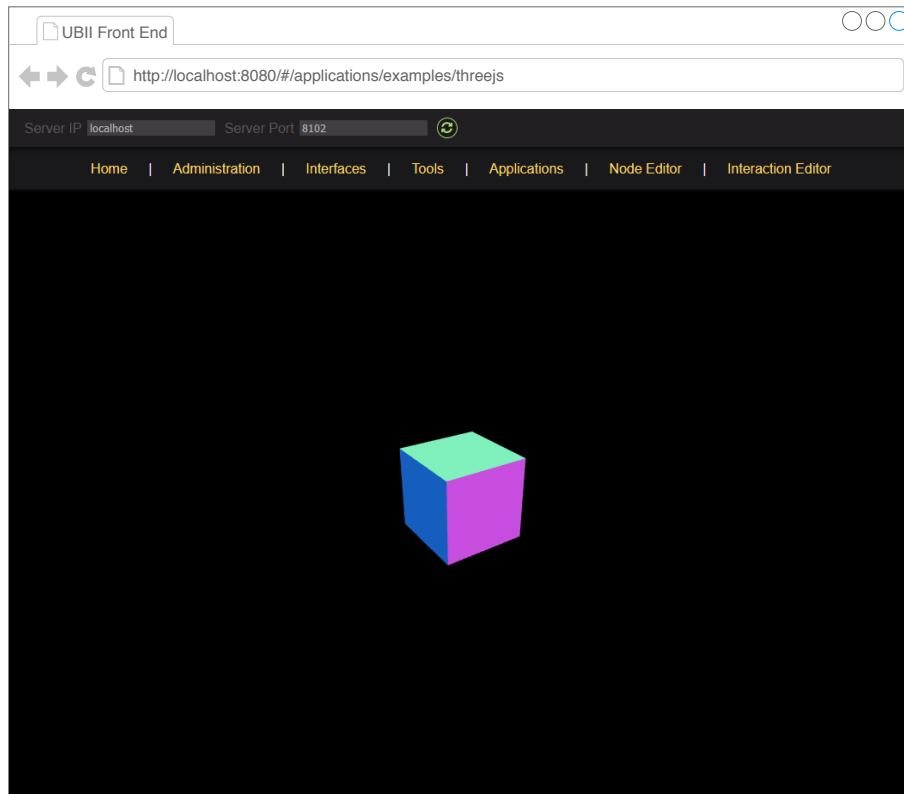 UBII Front End
http://localhost:8080/#/applications/examples/threejs
Server IP localhost Server Port 8102
Home | Administration | Interfaces | Tools | Applications | Node Editor | Interaction Editor